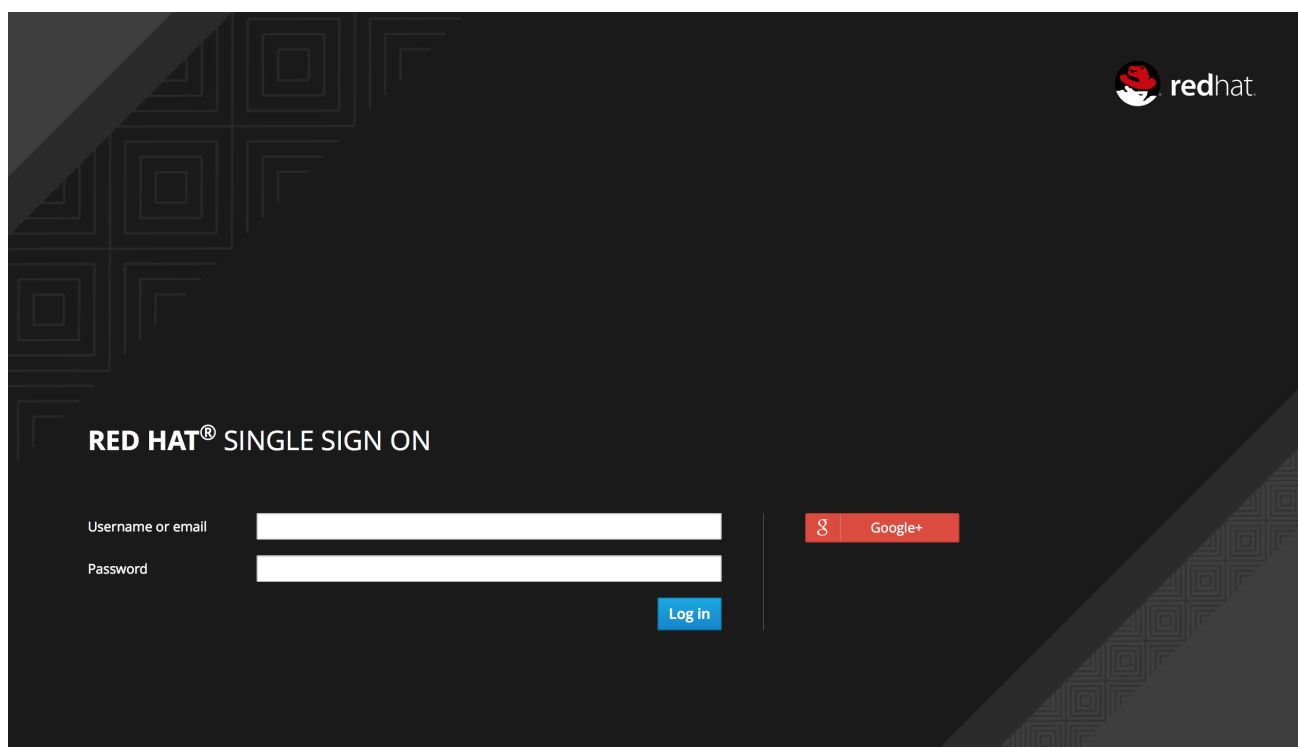 redhat.
RED HAT® SINGLE SIGN ON
Username or email
Password
Log in
g Google+